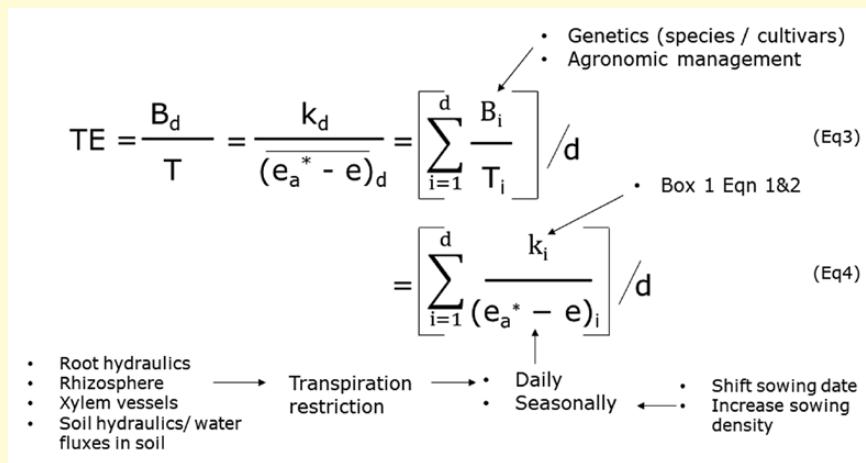 • Genetics (species / cultivars)
• Agronomic management
TE = B_d / T = k_d / (e_a* - e)_d = [ d ∑ i=1 B_i / T_i ] / d (Eq3)
• Box 1 Eqn 1&2
= [ d ∑ i=1 k_i / (e_a* − e)_i ] / d (Eq4)
• Root hydraulics
• Rhizosphere
• Xylem vessels
• Soil hydraulics/ water
fluxes in soil
Transpiration
restriction
• Daily
• Seasonally
• Shift sowing date
• Increase sowing
density